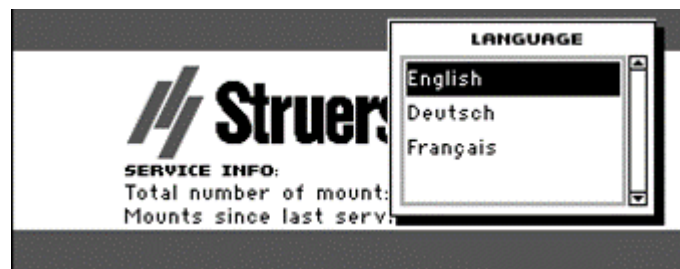 LANGUAGE
English
Deutsch
Français
Struers
SERVICE INFO:
Total number of mount:
Mounts since last serv.